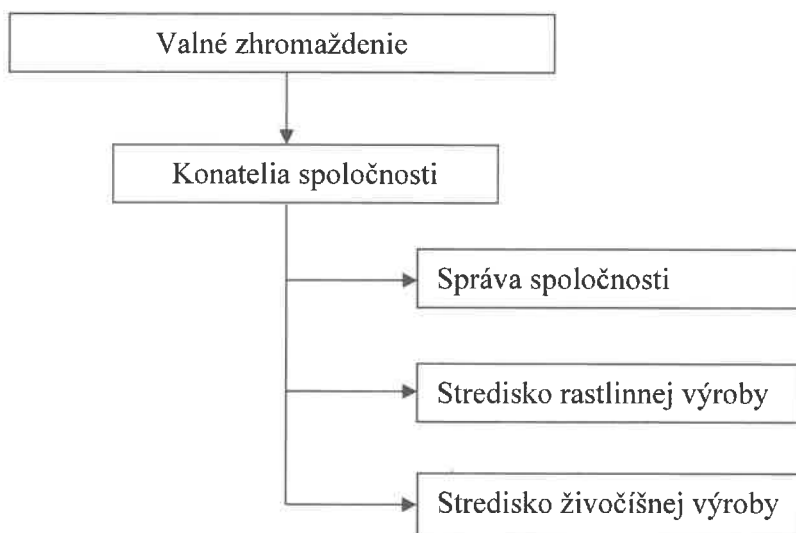 Valné zhromaždenie
Konatelia spoločnosti
Správa spoločnosti
Stredisko rastlinnej výroby
Stredisko živočíšnej výroby